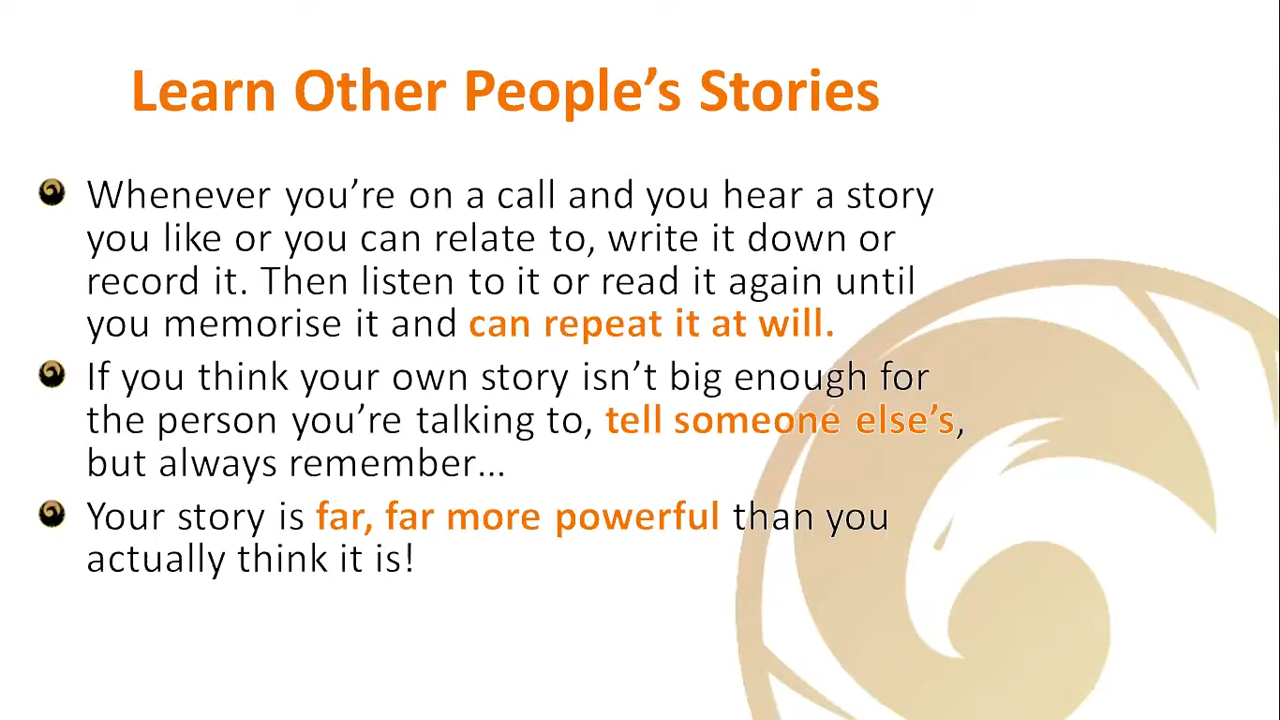 Learn Other People’s Stories
Whenever you’re on a call and you hear a story
you like or you can relate to, write it down or
record it. Then listen to it or read it again until
you memorise it and can repeat it at will.
If you think your own story isn’t big enough for
the person you’re talking to, tell someone else’s,
but always remember…
Your story is far, far more powerful than you
actually think it is!